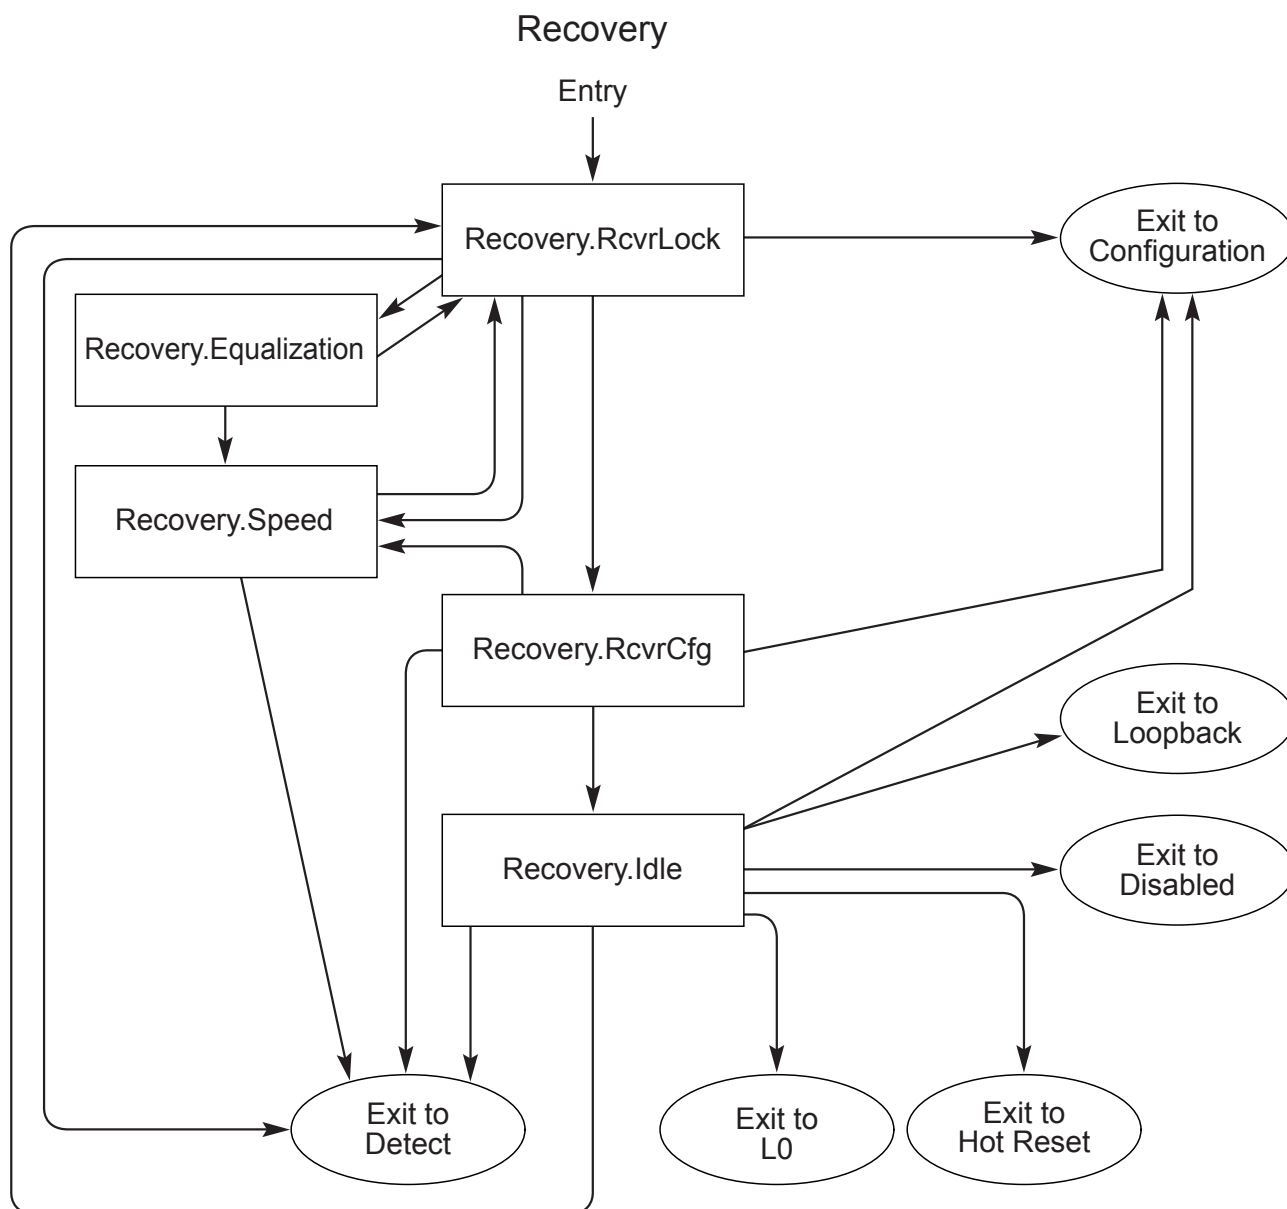 Recovery
Entry
Recovery.RcvrLock
Exit to
Configuration
Recovery.Equalization
Recovery.Speed
Recovery.RcvrCfg
Exit to
Loopback
Recovery.Idle
Exit to
Disabled
Exit to
Detect
Exit to
L0
Exit to
Hot Reset